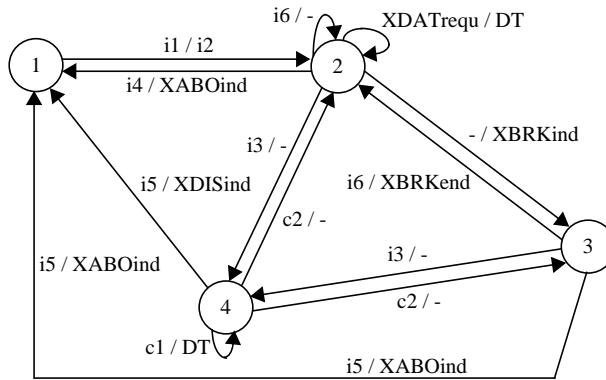 i6 / -
XDATrequ / DT
i1 / i2
1
2
i4 / XABOind
- / XBRKind
i3 / -
i6 / XBRKend
i5 / XDISind
c2 / -
i5 / XABOind
i3 / -
3
4
c2 / -
c1 / DT
i5 / XABOind